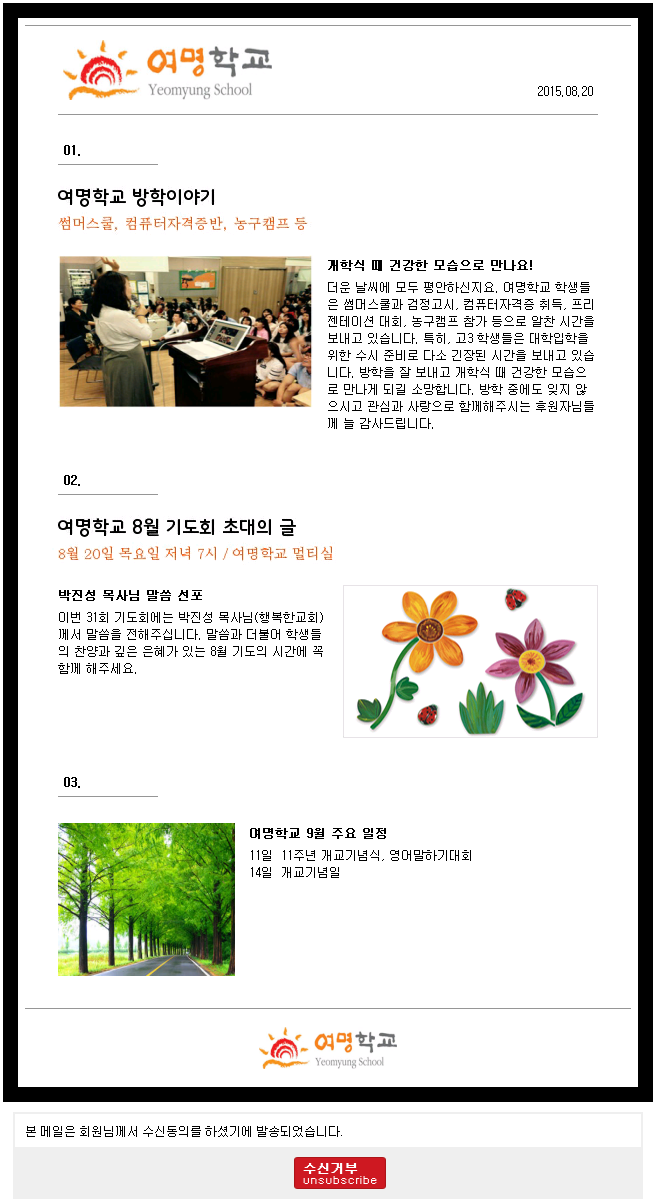 여명학교
Yeomyung School
2015.08.20
01.
여명학교 방학이야기
썸머스쿨, 컴퓨터자격증반, 농구캠프 등
개학식 때 건강한 모습으로 만나요!
더운 날씨에 모두 평안하신지요. 여명학교 학생들
은 썸머스쿨과 검정고시, 컴퓨터자격증 취득, 프리
젠테이션 대회, 농구캠프 참가 등으로 알찬 시간을
보내고 있습니다. 특히, 고3 학생들은 대학입학을
위한 수시 준비로 다소 긴장된 시간을 보내고 있습
니다. 방학을 잘 보내고 개학식 때 건강한 모습으
로 만나게 되길 소망합니다. 방학 중에도 잊지 않
으시고 관심과 사랑으로 함께해주시는 후원자님들
께 늘 감사드립니다.
02.
여명학교 8월 기도회 초대의 글
8월 20일 목요일 저녁 7시 / 여명학교 멀티실
박진성 목사님 말씀 선포
이번 31회 기도회에는 박진성 목사님(행복한교회)
께서 말씀을 전해주십니다. 말씀과 더불어 학생들
의 찬양과 깊은 은혜가 있는 8월 기도의 시간에 꼭
함께 해주세요.
03.
여명학교 9월 주요 일정
11일 11주년 개교기념식, 영어말하기대회
14일 개교기념일
여명학교
Yeomyung School
본 메일은 회원님께서 수신동의를 하셨기에 발송되었습니다.
수신거부
unsubscribe